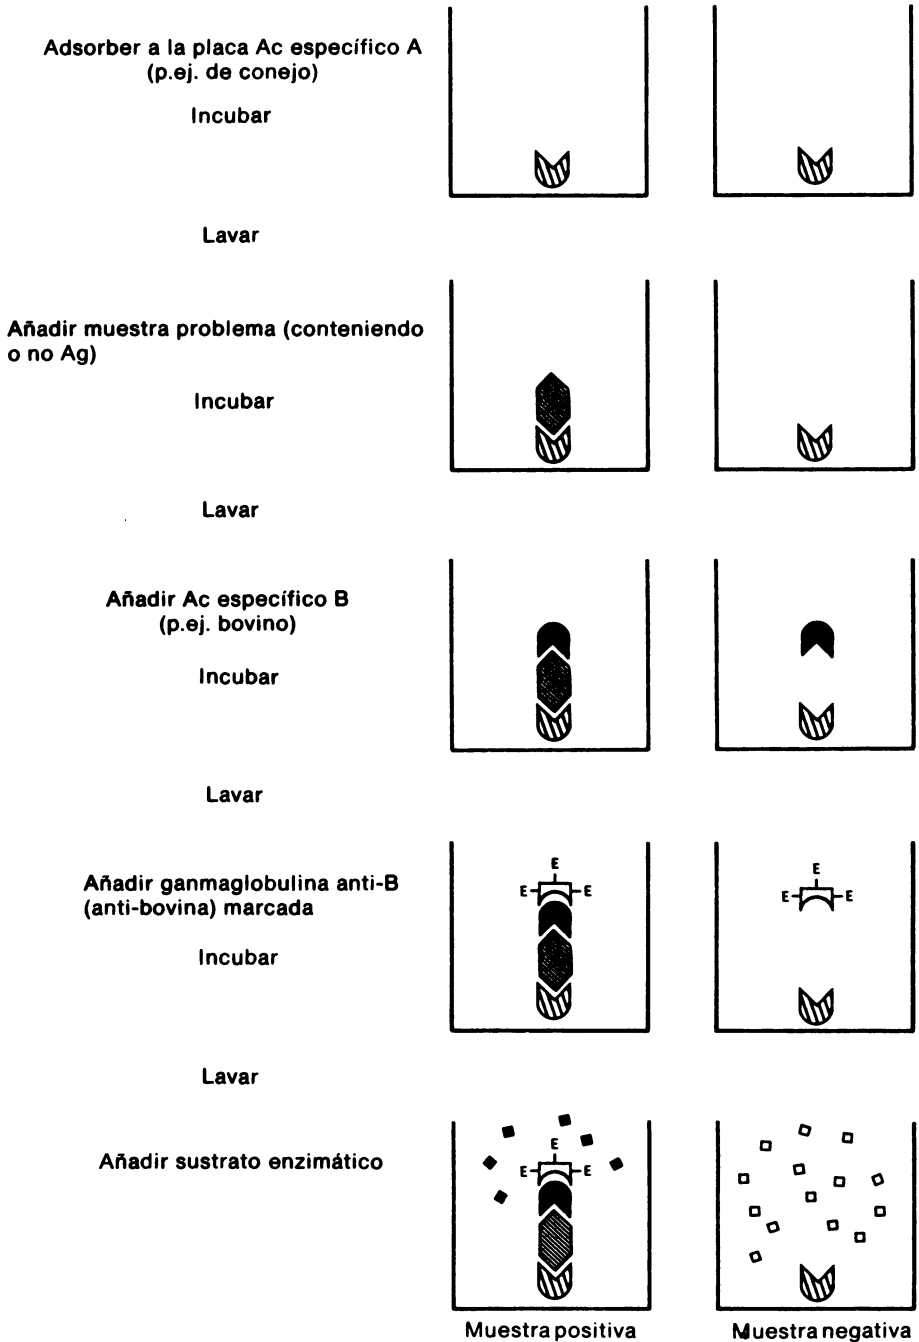 Adsorber a la placa Ac específico A
(p.ej. de conejo)
Incubar
Lavar
Añadir muestra problema (conteniendo
o no Ag)
Incubar
Lavar
Añadir Ac específico B
(p.ej. bovino)
Incubar
Lavar
Añadir ganmaglobulina anti-B
(anti-bovina) marcada
Incubar
E
E E
E
E E
Lavar
Añadir sustrato enzimático
E
E E
Muestra positiva
Muestra negativa